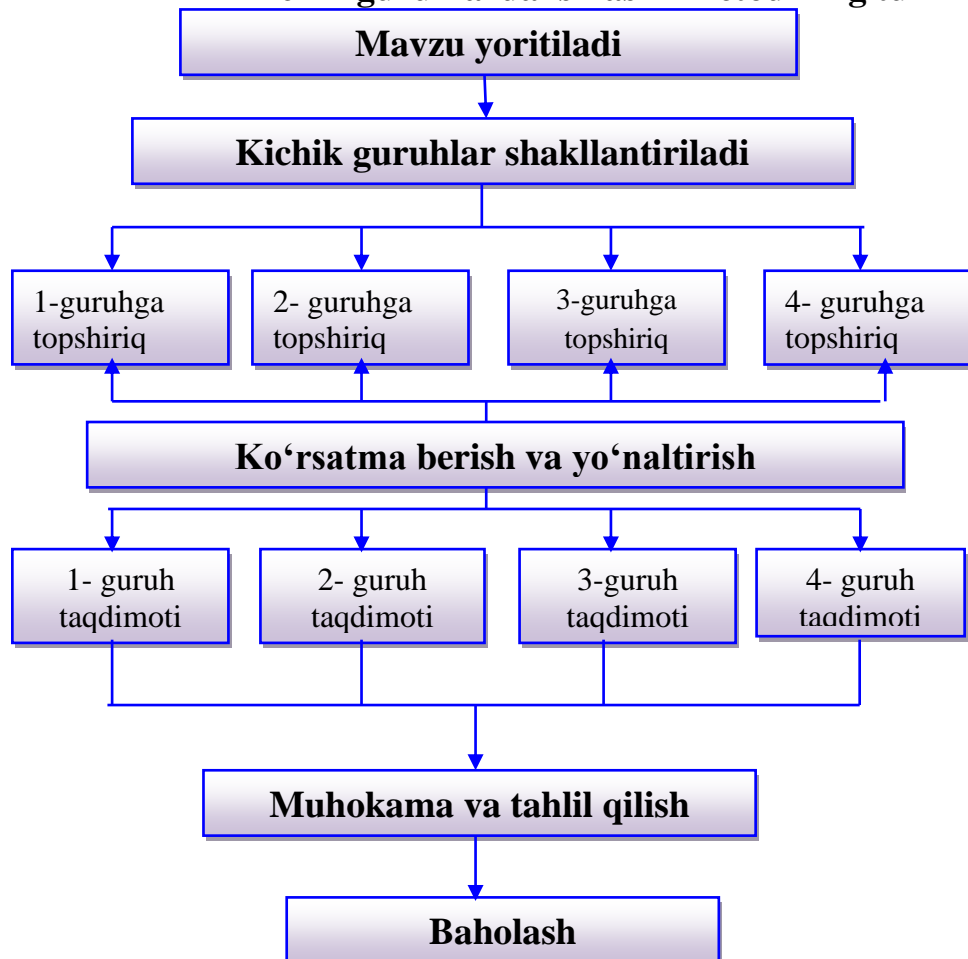 Mavzu yoritiladi
Kichik guruhlar shakllantiriladi
1-guruhga
topshiriq
2- guruhga
topshiriq
3-guruhga
topshiriq
4- guruhga
topshiriq
Ko‘rsatma berish va yo‘naltirish
1- guruh
taqdimoti
2- guruh
taqdimoti
3-guruh
taqdimoti
4- guruh
taqdimoti
Muhokama va tahlil qilish
Baholash